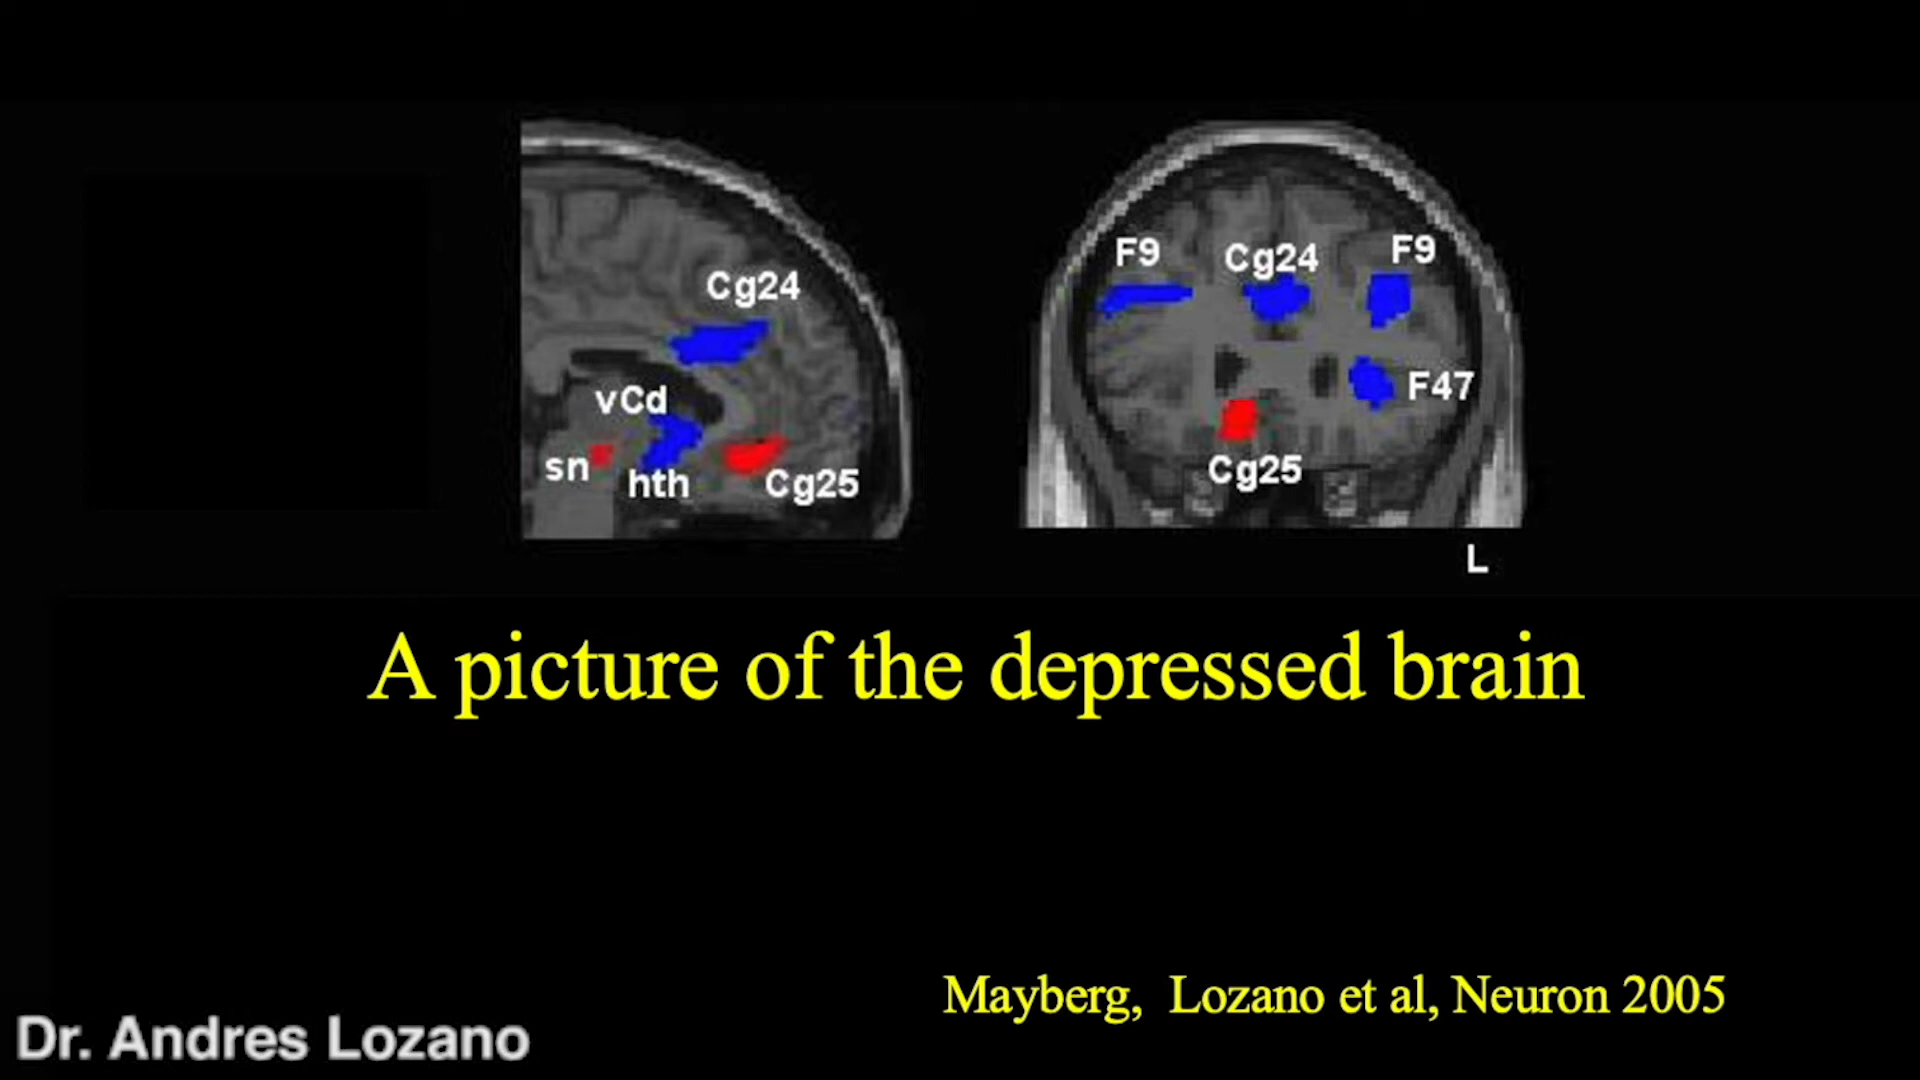 Cg24
vCd
sn
hth
Cg25
F9
Cg24
F9
F47
Cg25
L
A picture of the depressed brain
Mayberg,  Lozano et al, Neuron 2005
Dr. Andres Lozano